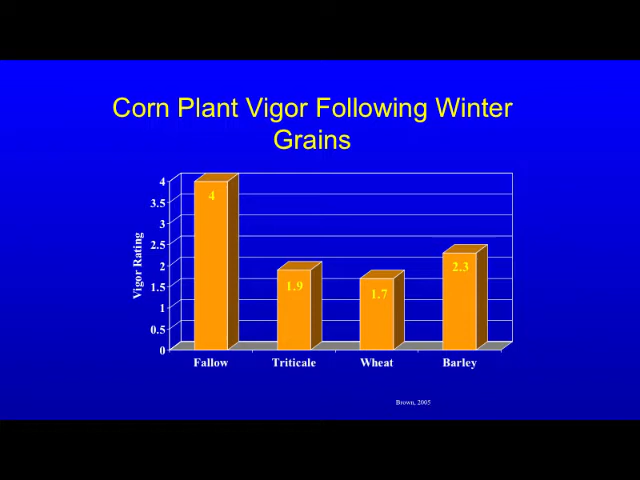 Corn Plant Vigor Following Winter
Grains
Vigor Rating
4
3.5
3
2.5
2
1.5
1
0.5
0
4
1.9
1.7
2.3
Fallow Triticale Wheat Barley
Brown, 2005